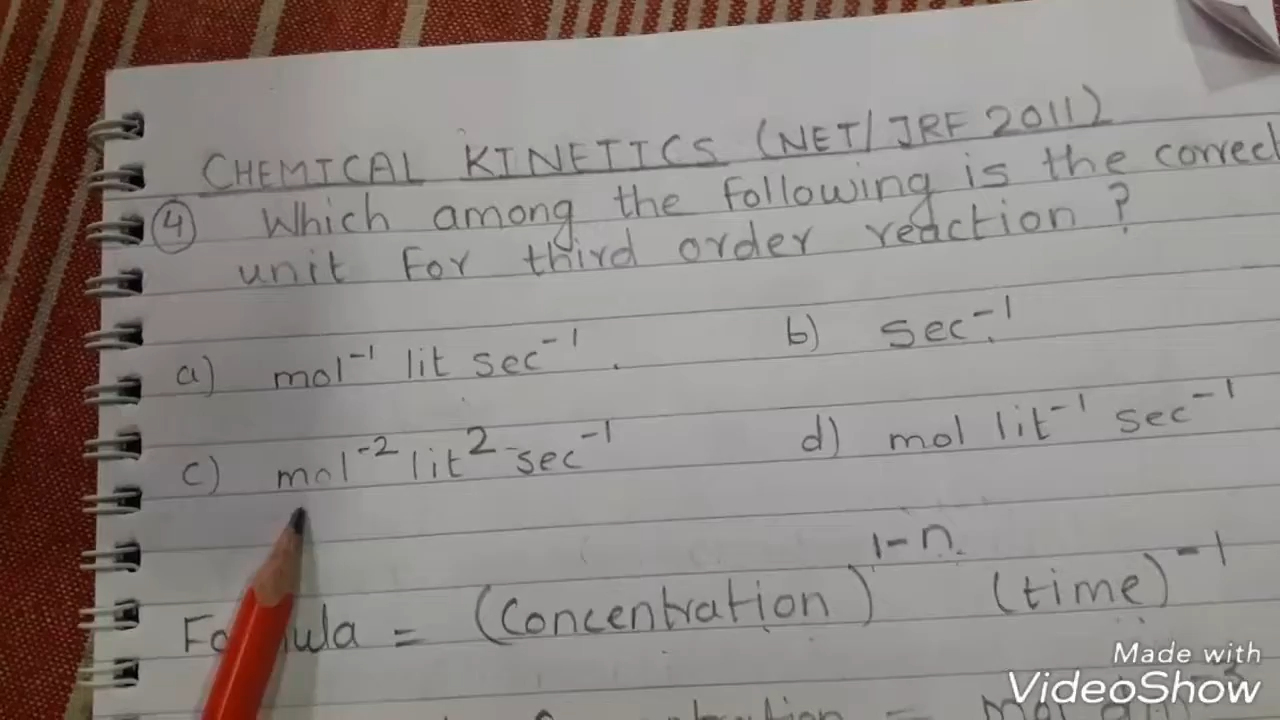 CHEMICAL KINETICS (NET/JRF 2011)
④ Which among the following is the correct
unit for third order reaction ?
a) mol⁻¹ lit sec⁻¹. b) sec⁻¹.
c) mol⁻² lit² sec⁻¹ d) mol lit⁻¹ sec⁻¹
= (Concentration)¹⁻ⁿ (time)⁻¹
Made with
VideoShow